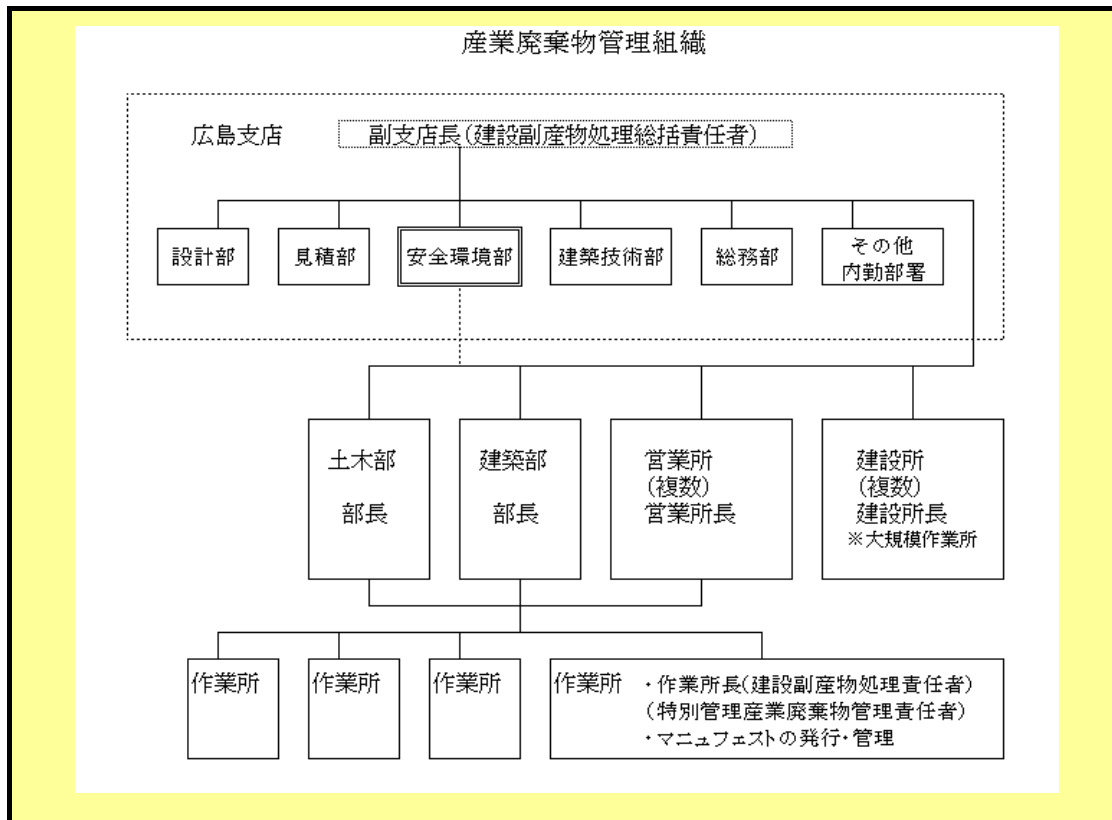 産業廃棄物管理組織
広島支店
副支店長(建設副産物処理総括責任者)
設計部
見積部
安全環境部
建築技術部
総務部
その他
内勤部署
土木部
部長
建築部
部長
営業所
(複数)
営業所長
建設所
(複数)
建設所長
※大規模作業所
作業所
作業所
作業所
作業所
・作業所長(建設副産物処理責任者)
(特別管理産業廃棄物管理責任者)
・マニュフェストの発行・管理